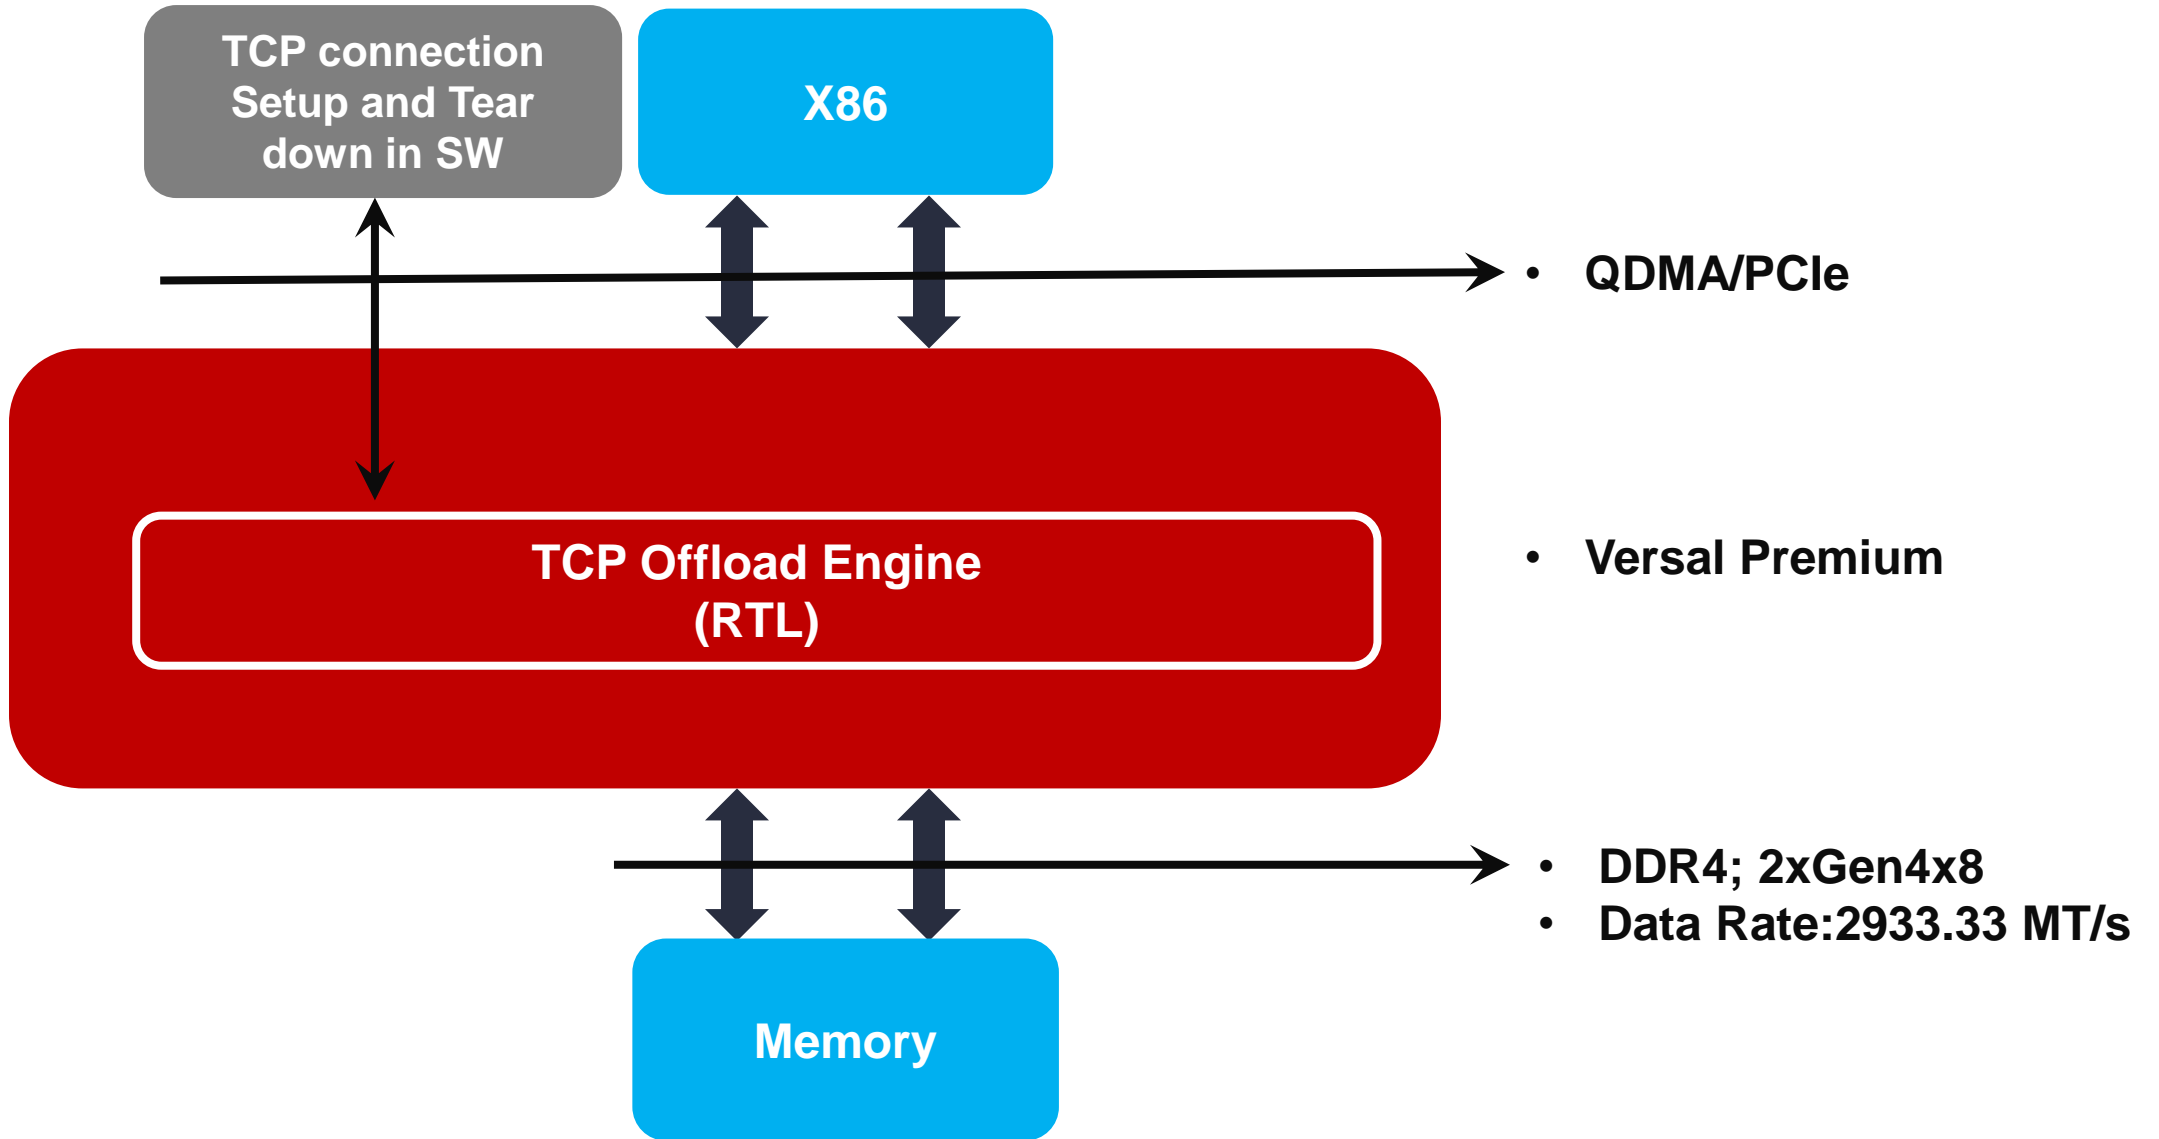 TCP connection
Setup and Tear
down in SW
X86
• QDMA/PCIe
TCP Offload Engine
(RTL)
• Versal Premium
• DDR4; 2xGen4x8
• Data Rate:2933.33 MT/s
Memory